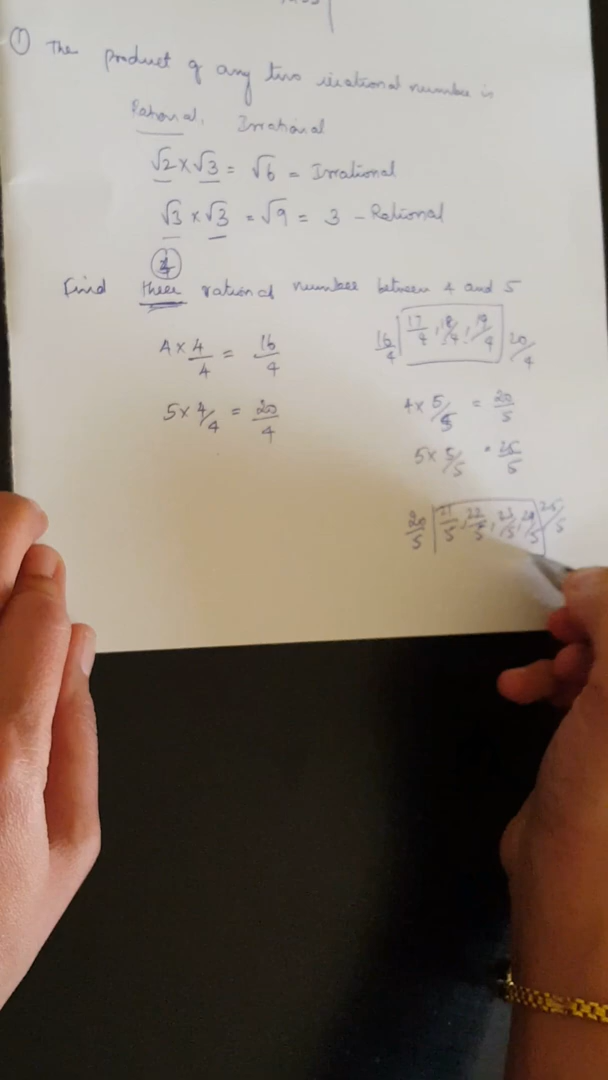 ① The product of any two irrational number is
Rational, Irrational
√2 × √3 = √6 = Irrational
√3 × √3 = √9 = 3 - Rational
4
Find three rational number between 4 and 5
4 × 4/4 = 16/4
5 × 4/4 = 20/4
16/4 | 17/4, 18/4, 19/4 | 20/4
4 × 5/5 = 20/5
5 × 5/5 = 25/5
20/5 | 21/5, 22/5, 23/5, 24/5 | 25/5